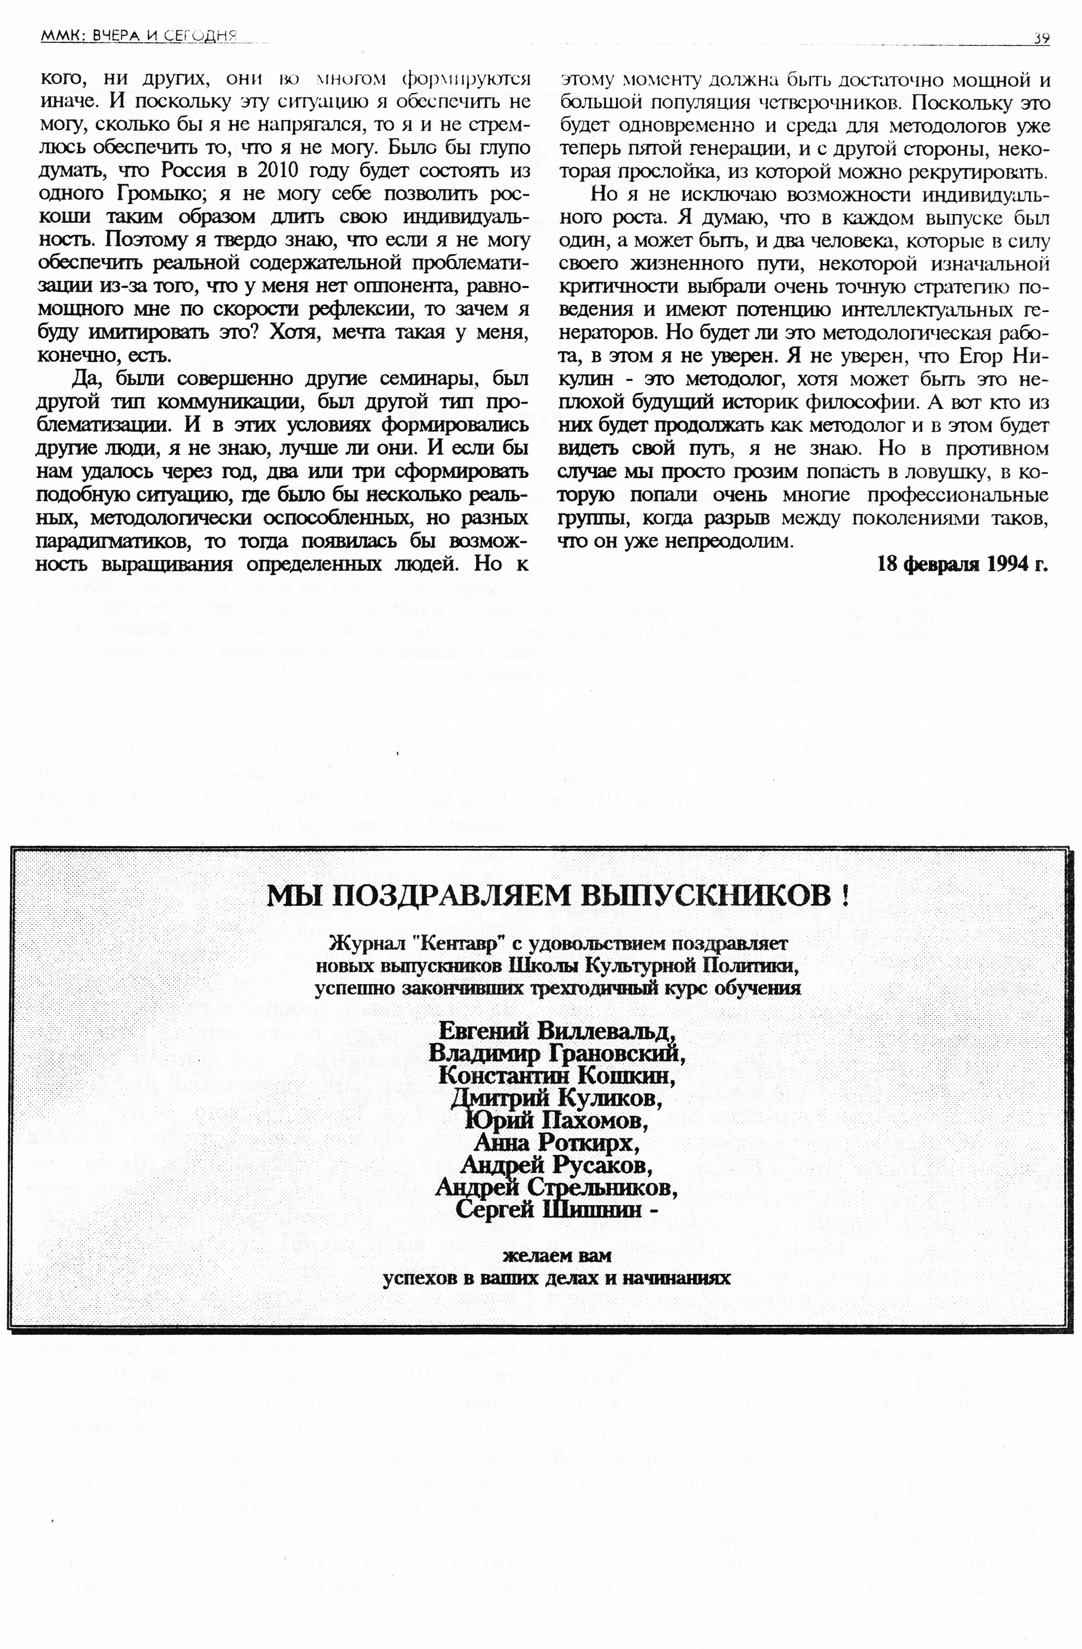 ММК: ВЧЕРА И СЕГОДНЯ
39
кого, ни других, они во многом формируются
иначе. И поскольку эту ситуацию я обеспечить не
могу, сколько бы я не напрягался, то я и не стрем-
люсь обеспечить то, что я не могу. Было бы глупо
думать, что Россия в 2010 году будет состоять из
одного Громыко; я не могу себе позволить рос-
коши таким образом длить свою индивидуаль-
ность. Поэтому я твердо знаю, что если я не могу
обеспечить реальной содержательной проблемати-
зации из-за того, что у меня нет оппонента, равно-
мощного мне по скорости рефлексии, то зачем я
буду имитировать это? Хотя, мечта такая у меня,
конечно, есть.
Да, были совершенно другие семинары, был
другой тип коммуникации, был другой тип про-
блематизации. И в этих условиях формировались
другие люди, я не знаю, лучше ли они. И если бы
нам удалось через год, два или три сформировать
подобную ситуацию, где было бы несколько реаль-
ных, методологически оспособленных, но разных
парадигматиков, то тогда появилась бы возмож-
ность выращивания определенных людей. Но к
этому моменту должна быть достаточно мощной и
большой популяция четверочников. Поскольку это
будет одновременно и среда для методологов уже
теперь пятой генерации, и с другой стороны, неко-
торая прослойка, из которой можно рекрутировать.
Но я не исключаю возможности индивидуаль-
ного роста. Я думаю, что в каждом выпуске был
один, а может быть, и два человека, которые в силу
своего жизненного пути, некоторой изначальной
критичности выбрали очень точную стратегию по-
ведения и имеют потенцию интеллектуальных ге-
нераторов. Но будет ли это методологическая рабо-
та, в этом я не уверен. Я не уверен, что Егор Ни-
кулин - это методолог, хотя может быть это не-
плохой будущий историк философии. А вот кто из
них будет продолжать как методолог и в этом будет
видеть свой путь, я не знаю. Но в противном
случае мы просто грозим попасть в ловушку, в ко-
торую попали очень многие профессиональные
группы, когда разрыв между поколениями таков,
что он уже непреодолим.
18 февраля 1994 г.
МЫ ПОЗДРАВЛЯЕМ ВЫПУСКНИКОВ !
Журнал "Кентавр" с удовольствием поздравляет
новых выпускников Школы Культурной Политики,
успешно закончивших трехгодичный курс обучения
Евгений Виллевальд,
Владимир Грановский,
Константин Кошкин,
Дмитрий Куликов,
Юрий Пахомов,
Анна Роткирх,
Андрей Русаков,
Андрей Стрельников,
Сергей Шишнин -
желаем вам
успехов в ваших делах и начинаниях